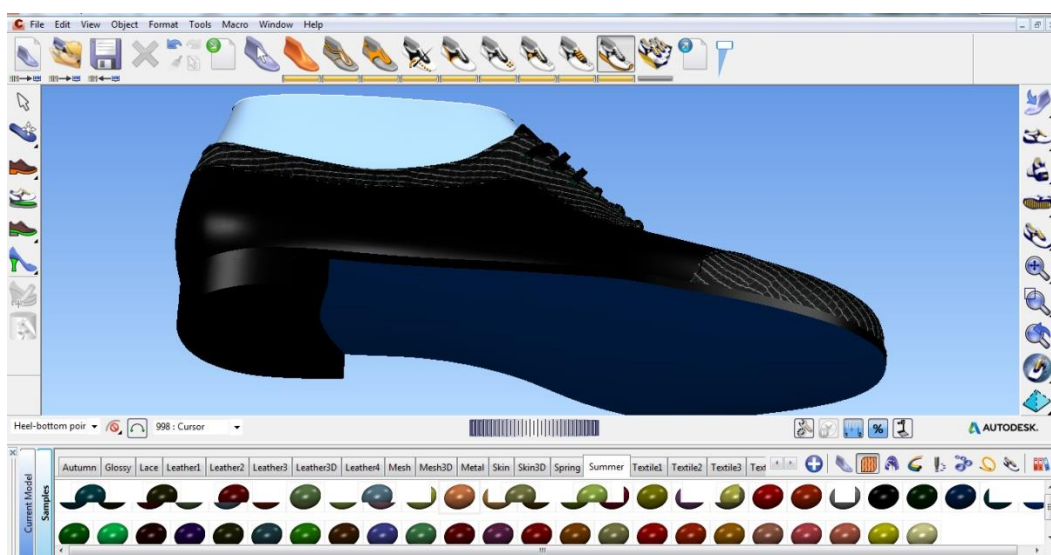 File Edit View Object Format Tools Macro Window Help
Heel-bottom poir 998 : Cursor %
AUTODESK.
Autumn Glossy Lace Leather1 Leather2 Leather3 Leather3D Leather4 Mesh Mesh3D Metal Skin Skin3D Spring Summer Textile1 Textile2 Textile3 Text
Current Model
Samples